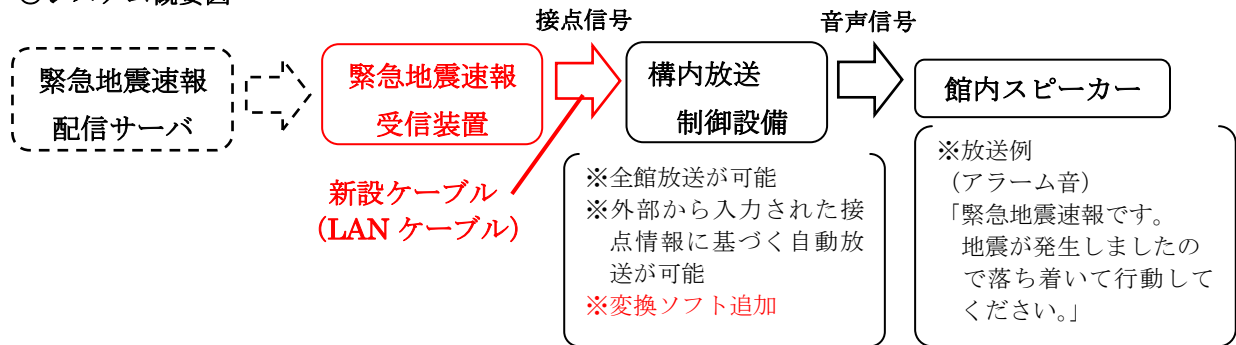 接点信号
音声信号
緊急地震速報
配信サーバ
緊急地震速報
受信装置
構内放送
制御設備
館内スピーカー
新設ケーブル
（LAN ケーブル）
※全館放送が可能
※外部から入力された接
点情報に基づく自動放
送が可能
※変換ソフト追加
※放送例
（アラーム音）
「緊急地震速報です。
地震が発生しましたの
で落ち着いて行動して
ください。」